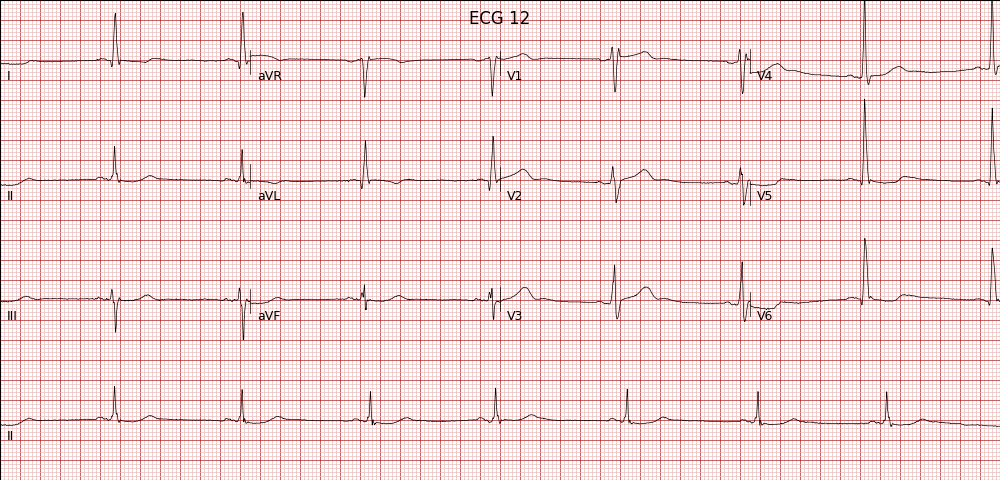 ECG 12
I aVR V1 V4
II aVL V2 V5
III aVF V3 V6
II